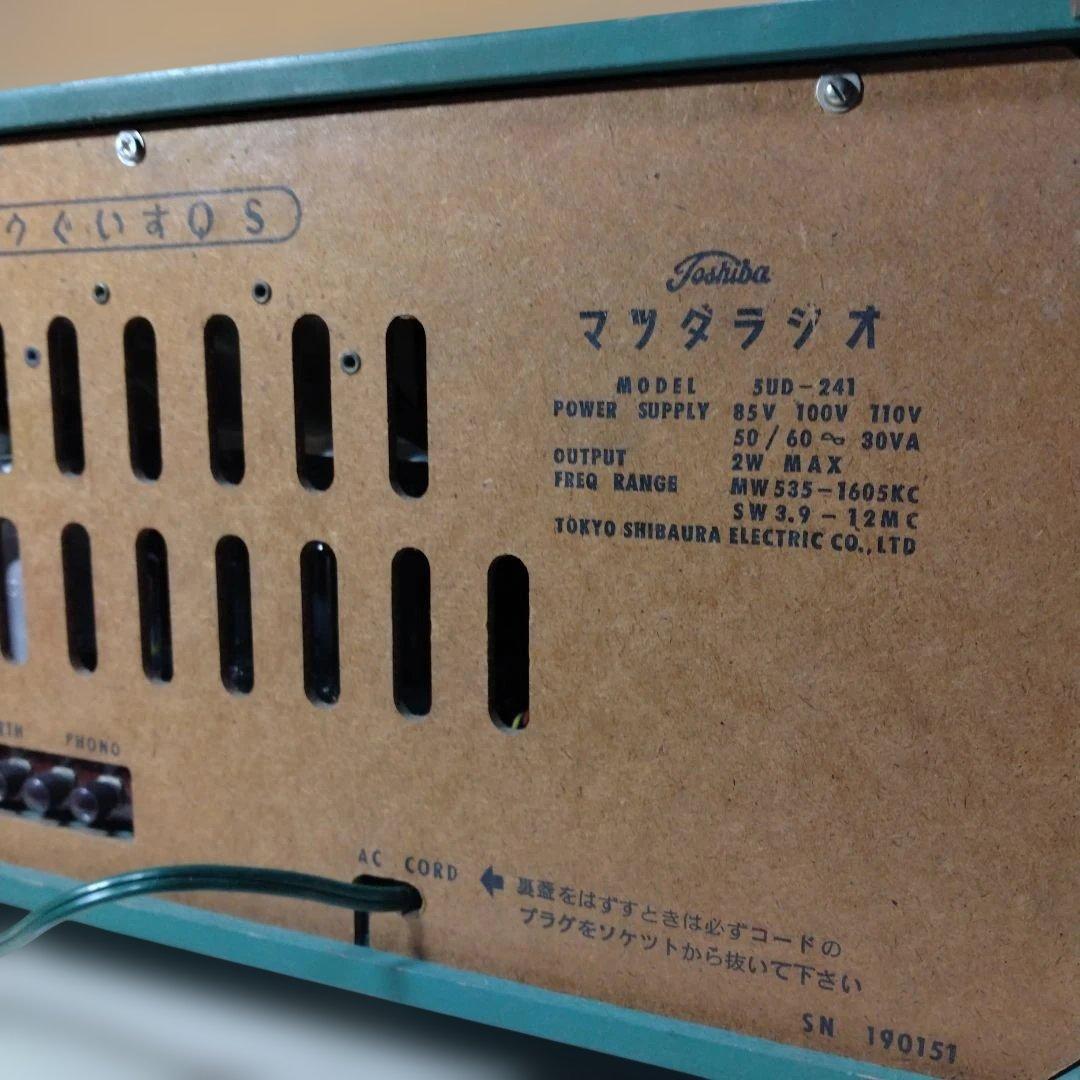 ぐいすQS
Toshiba
マツダラジオ
MODEL 5UD-241
POWER SUPPLY 85V 100V 110V
50/60∾ 30VA
OUTPUT 2W MAX
FREQ RANGE MW535-1605KC
SW3.9-12MC
TOKYO SHIBAURA ELECTRIC CO.,LTD
PHONO
AC CORD ← 裏蓋をはずすときは必ずコードの
プラグをソケットから抜いて下さい
SN 190151